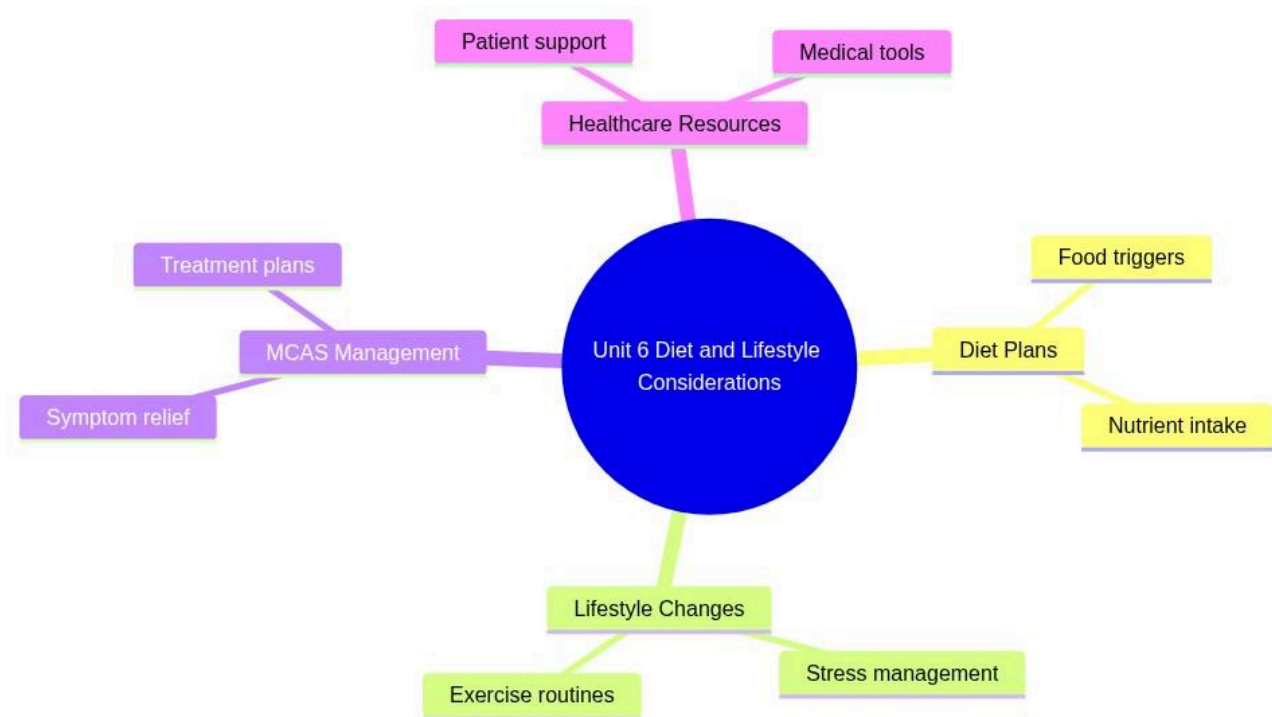 Patient support
Medical tools
Healthcare Resources
Treatment plans
MCAS Management
Symptom relief
Unit 6 Diet and Lifestyle
Considerations
Food triggers
Diet Plans
Nutrient intake
Lifestyle Changes
Exercise routines
Stress management